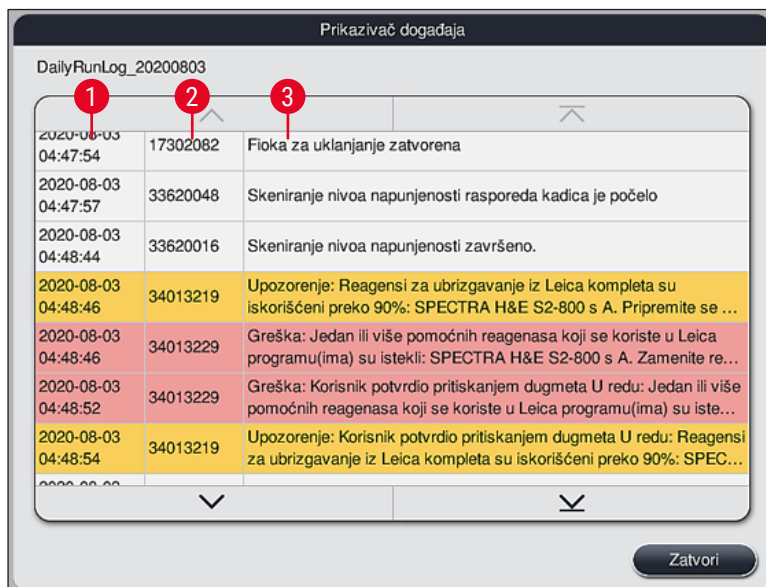 Prikazivač događaja
DailyRunLog_20200803
1 2 3
2020-08-03
04:47:54
17302082
Fioka za uklanjanje zatvorena
2020-08-03
04:47:57
33620048
Skeniranje nivoa napunjenosti rasporeda kadica je počelo
2020-08-03
04:48:44
33620016
Skeniranje nivoa napunjenosti završeno.
2020-08-03
04:48:46
34013219
Upozorenje: Reagensi za ubrizgavanje iz Leica kompleta su
iskorišćeni preko 90%: SPECTRA H&E S2-800 s A. Pripremite se ...
2020-08-03
04:48:46
34013229
Greška: Jedan ili više pomoćnih reagenasa koji se koriste u Leica
programu(ima) su istekli: SPECTRA H&E S2-800 s A. Zamenite re...
2020-08-03
04:48:52
34013229
Greška: Korisnik potvrdio pritiskanjem dugmeta U redu: Jedan ili više
pomoćnih reagenasa koji se koriste u Leica programu(ima) su iste...
2020-08-03
04:48:54
34013219
Upozorenje: Korisnik potvrdio pritiskanjem dugmeta U redu: Reagensi
za ubrizgavanje iz Leica kompleta su iskorišćeni preko 90%: SPEC...
Zatvori